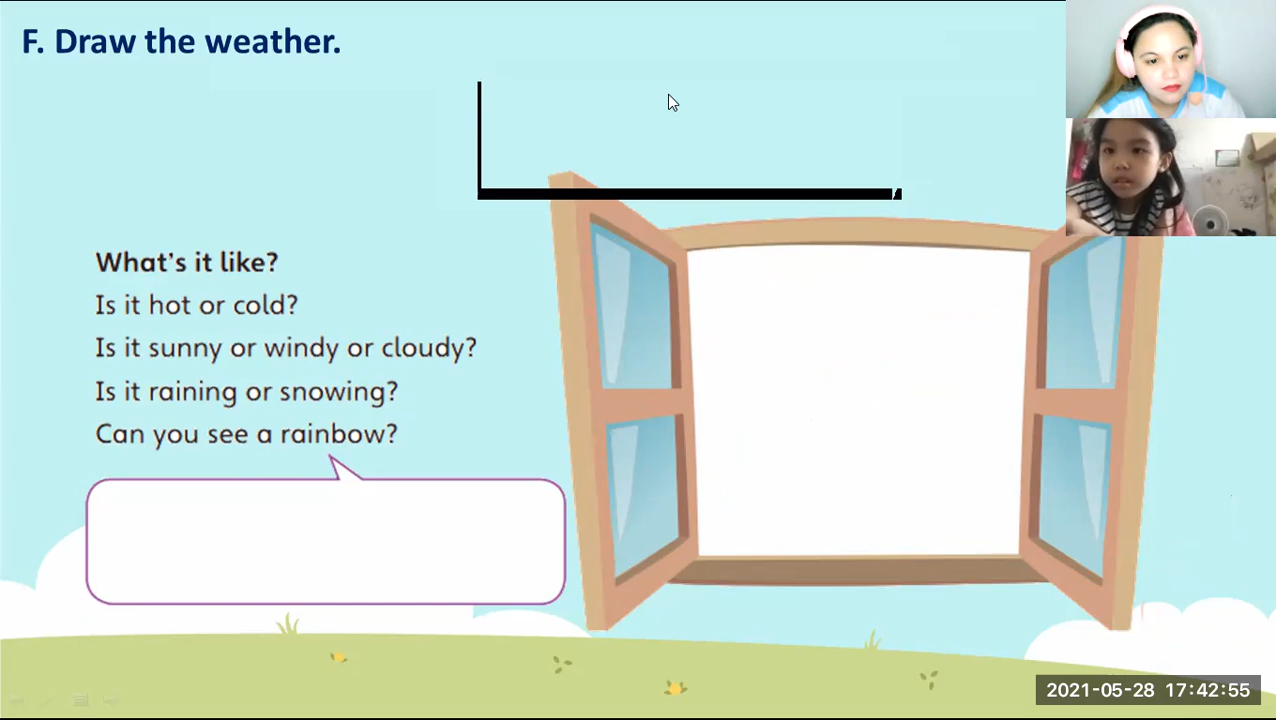 F. Draw the weather.
What's it like?
Is it hot or cold?
Is it sunny or windy or cloudy?
Is it raining or snowing?
Can you see a rainbow?
2021-05-28 17:42:55